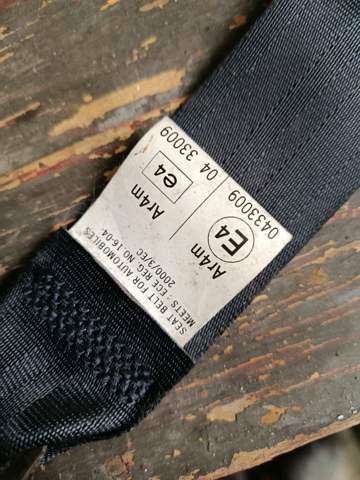 SEAT BELT FOR AUTOMOBILES
MEETS : ECE REG NO.16-04
2000/3/EC
Ar4m
E4
0433009
Ar4m
e4
04 33009